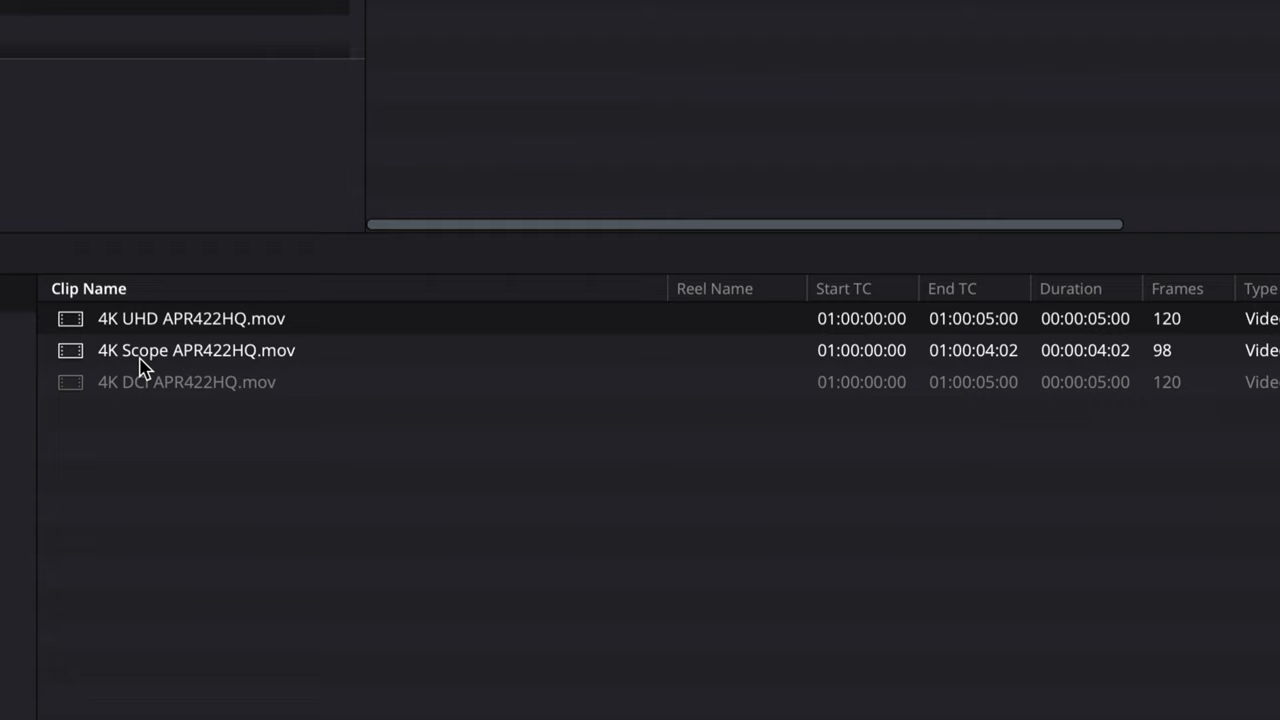 Clip Name Reel Name Start TC End TC Duration Frames Type
4K UHD APR422HQ.mov 01:00:00:00 01:00:05:00 00:00:05:00 120
4K Scope APR422HQ.mov 01:00:00:00 01:00:04:02 00:00:04:02 98
4K DCI APR422HQ.mov 01:00:00:00 01:00:05:00 00:00:05:00 120